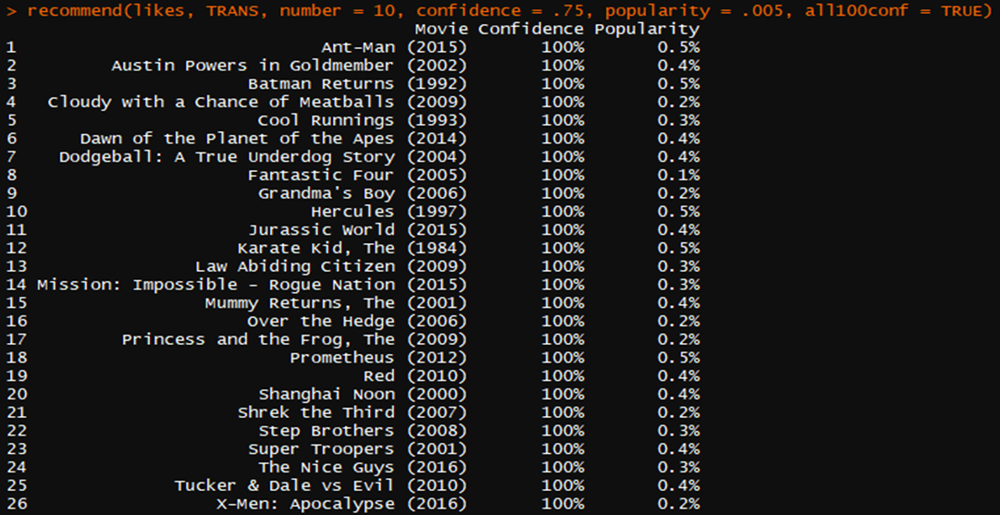 > recommend(likes, TRANS, number = 10, confidence = .75, popularity = .005, all100conf = TRUE)
Movie Confidence Popularity
1 Ant-Man (2015) 100% 0.5%
2 Austin Powers in Goldmember (2002) 100% 0.4%
3 Batman Returns (1992) 100% 0.5%
4 Cloudy with a Chance of Meatballs (2009) 100% 0.2%
5 Cool Runnings (1993) 100% 0.3%
6 Dawn of the Planet of the Apes (2014) 100% 0.4%
7 Dodgeball: A True Underdog Story (2004) 100% 0.4%
8 Fantastic Four (2005) 100% 0.1%
9 Grandma's Boy (2006) 100% 0.2%
10 Hercules (1997) 100% 0.5%
11 Jurassic World (2015) 100% 0.4%
12 Karate Kid, The (1984) 100% 0.5%
13 Law Abiding Citizen (2009) 100% 0.3%
14 Mission: Impossible - Rogue Nation (2015) 100% 0.3%
15 Mummy Returns, The (2001) 100% 0.4%
16 Over the Hedge (2006) 100% 0.2%
17 Princess and the Frog, The (2009) 100% 0.2%
18 Prometheus (2012) 100% 0.5%
19 Red (2010) 100% 0.4%
20 Shanghai Noon (2000) 100% 0.4%
21 Shrek the Third (2007) 100% 0.2%
22 Step Brothers (2008) 100% 0.3%
23 Super Troopers (2001) 100% 0.4%
24 The Nice Guys (2016) 100% 0.3%
25 Tucker & Dale vs Evil (2010) 100% 0.4%
26 X-Men: Apocalypse (2016) 100% 0.2%